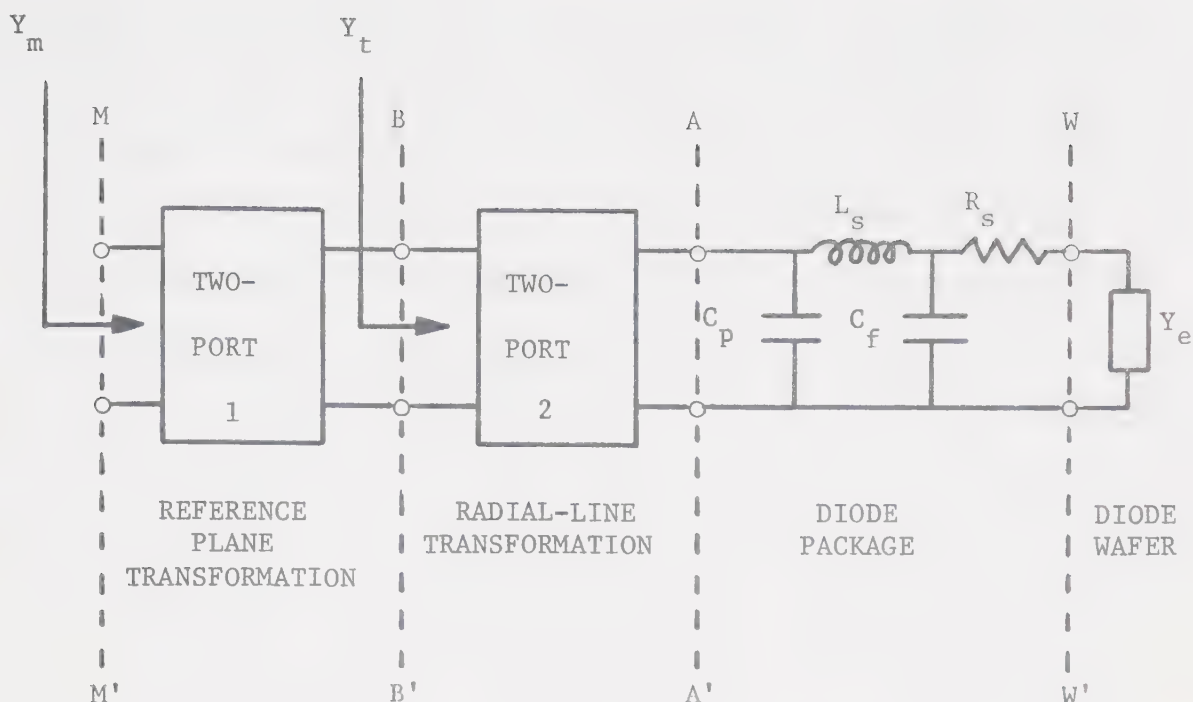 Y_m
Y_t
M
B
A
W
L_s
R_s
TWO-
PORT
1
TWO-
PORT
2
C_p
C_f
Y_e
REFERENCE
PLANE
TRANSFORMATION
RADIAL-LINE
TRANSFORMATION
DIODE
PACKAGE
DIODE
WAFER
M'
B'
A'
W'